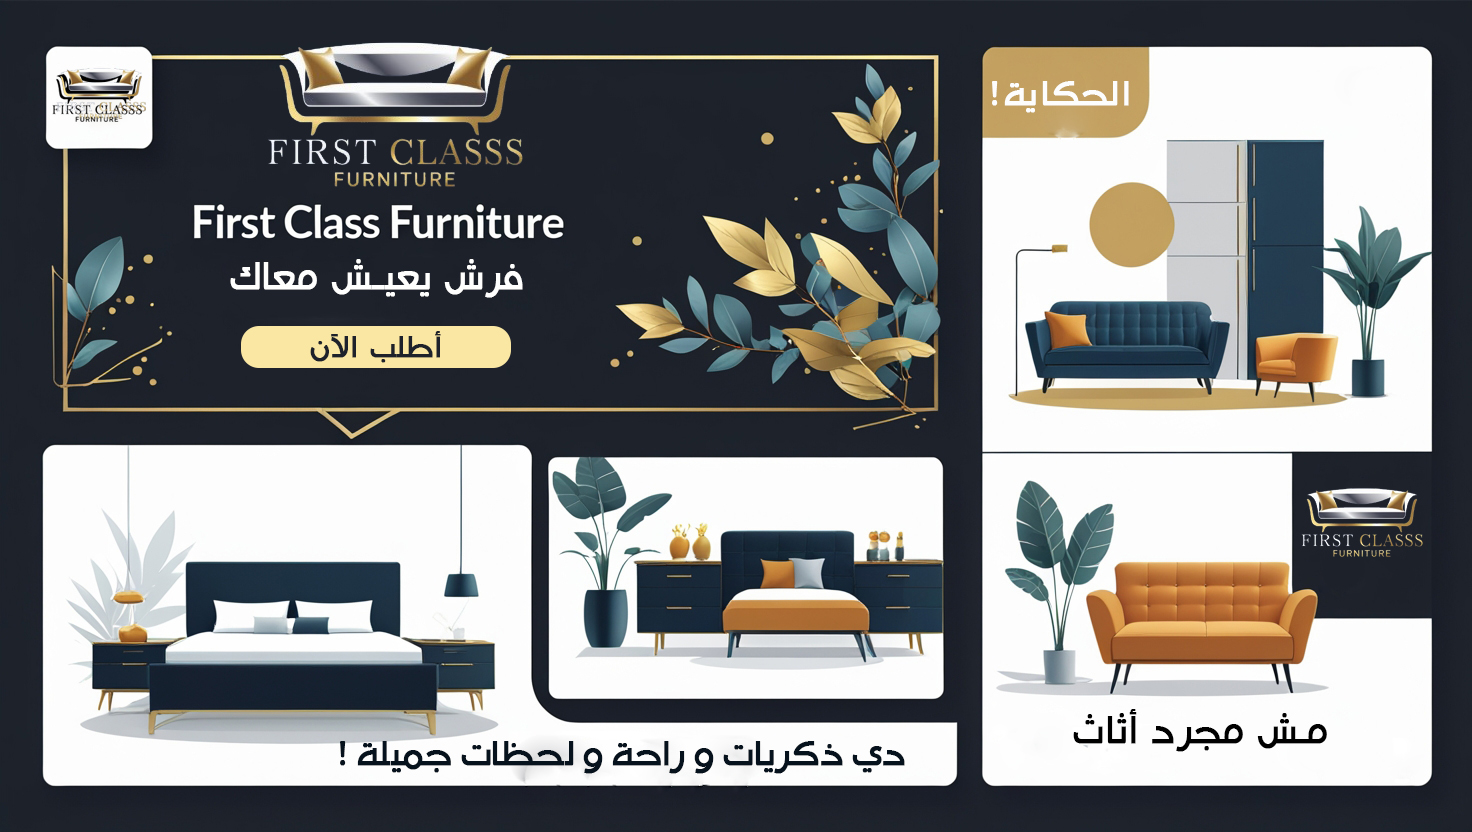 FIRST CLASSS
FURNITURE
FIRST CLASSS
FURNITURE
First Class Furniture
فرش يعيش معاك
أطلب الآن
الحكاية!
FIRST CLASSS
FURNITURE
مش مجرد أثاث
دي ذكريات و راحة و لحظات جميلة !